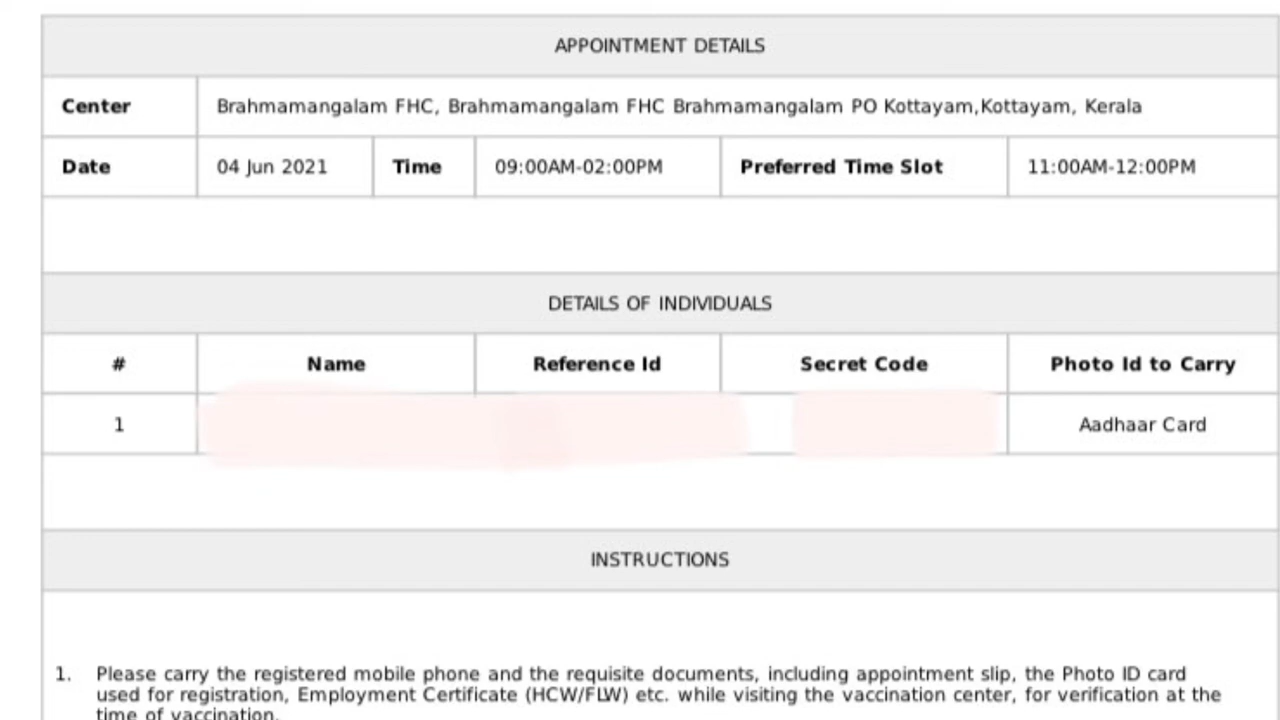 APPOINTMENT DETAILS
Center Brahmamangalam FHC, Brahmamangalam FHC Brahmamangalam PO Kottayam,Kottayam, Kerala
Date 04 Jun 2021 Time 09:00AM-02:00PM Preferred Time Slot 11:00AM-12:00PM
DETAILS OF INDIVIDUALS
# Name Reference Id Secret Code Photo Id to Carry
1 Aadhaar Card
INSTRUCTIONS
1. Please carry the registered mobile phone and the requisite documents, including appointment slip, the Photo ID card
used for registration, Employment Certificate (HCW/FLW) etc. while visiting the vaccination center, for verification at the
time of vaccination.